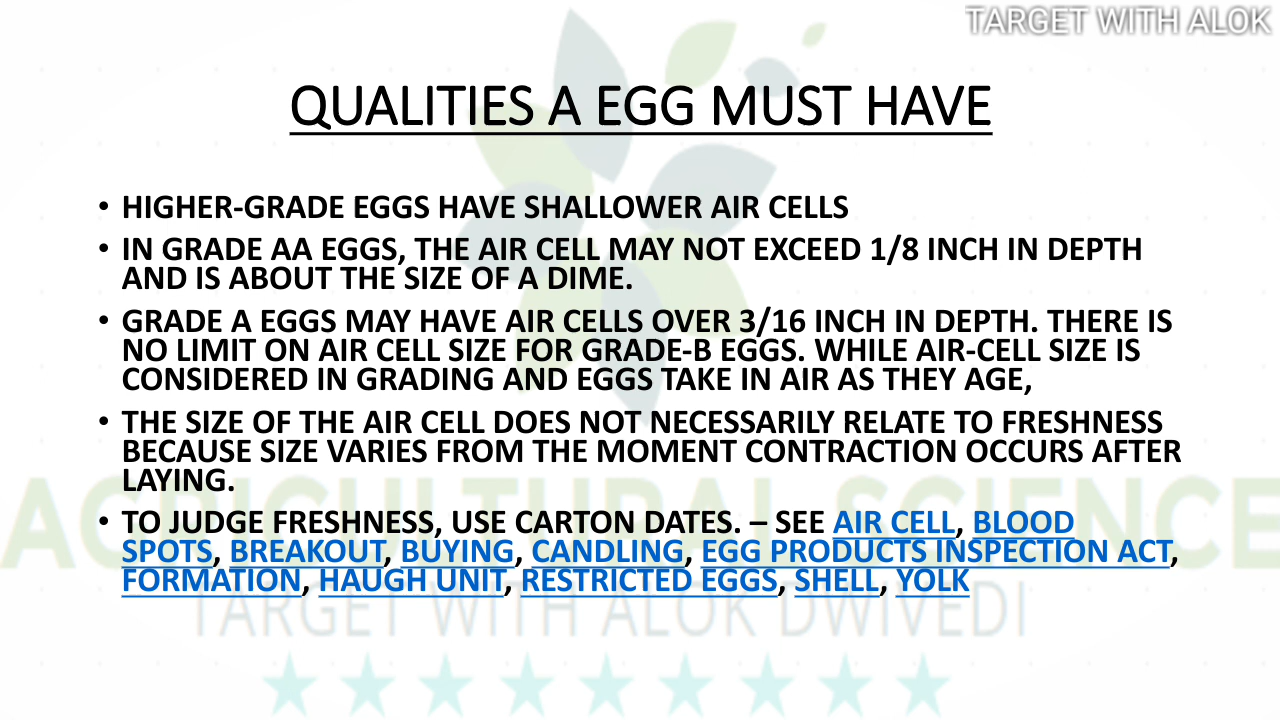 TARGET WITH ALOK
QUALITIES A EGG MUST HAVE
• HIGHER-GRADE EGGS HAVE SHALLOWER AIR CELLS
• IN GRADE AA EGGS, THE AIR CELL MAY NOT EXCEED 1/8 INCH IN DEPTH
AND IS ABOUT THE SIZE OF A DIME.
• GRADE A EGGS MAY HAVE AIR CELLS OVER 3/16 INCH IN DEPTH. THERE IS
NO LIMIT ON AIR CELL SIZE FOR GRADE-B EGGS. WHILE AIR-CELL SIZE IS
CONSIDERED IN GRADING AND EGGS TAKE IN AIR AS THEY AGE,
• THE SIZE OF THE AIR CELL DOES NOT NECESSARILY RELATE TO FRESHNESS
BECAUSE SIZE VARIES FROM THE MOMENT CONTRACTION OCCURS AFTER
LAYING.
• TO JUDGE FRESHNESS, USE CARTON DATES. – SEE AIR CELL, BLOOD
SPOTS, BREAKOUT, BUYING, CANDLING, EGG PRODUCTS INSPECTION ACT,
FORMATION, HAUGH UNIT, RESTRICTED EGGS, SHELL, YOLK
AGRICULTURAL SCIENCE
TARGET WITH ALOK DWIVEDI